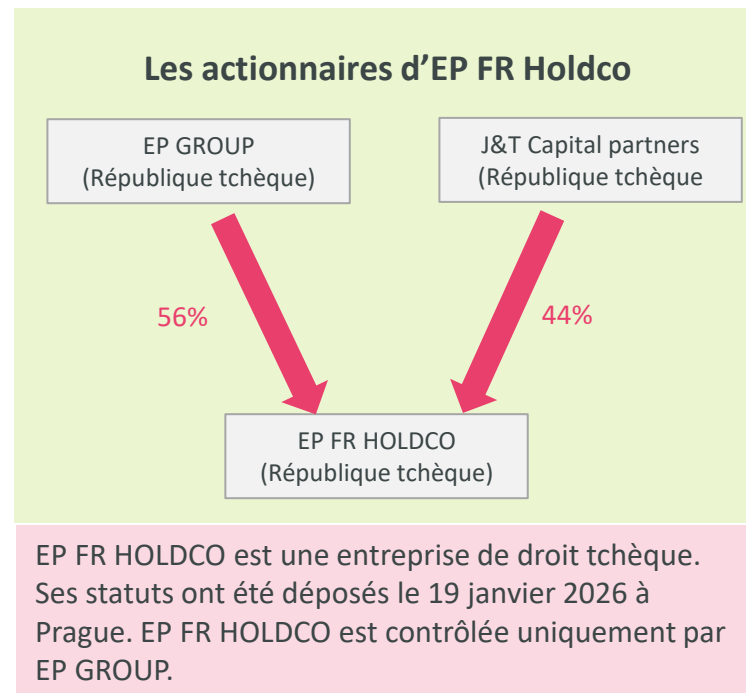 Les actionnaires d’EP FR Holdco
EP GROUP
(République tchèque)
J&T Capital partners
(République tchèque
56%
44%
EP FR HOLDCO
(République tchèque)
EP FR HOLDCO est une entreprise de droit tchèque.
Ses statuts ont été déposés le 19 janvier 2026 à
Prague. EP FR HOLDCO est contrôlée uniquement par
EP GROUP.